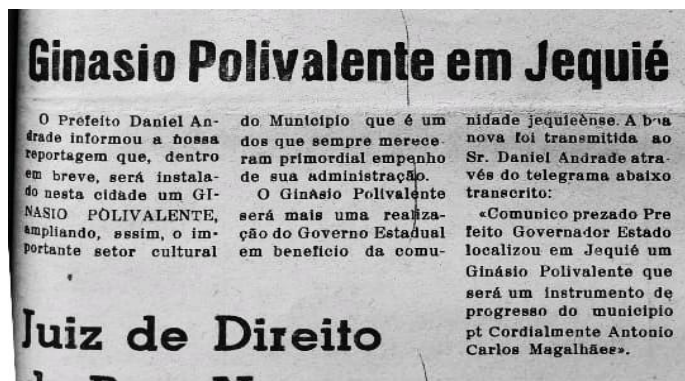 Ginasio Polivalente em Jequié
O Prefeito Daniel An-
drade informou a nossa
reportagem que, dentro
em breve, será instala-
do nesta cidade um GI-
NASIO POLIVALENTE,
ampliando, assim, o im-
portante setor cultural
do Municipio que é um
dos que sempre merece-
ram primordial empenho
de sua administração.
O Ginásio Polivalente
será mais uma realiza-
ção do Governo Estadual
em beneficio da comu-
nidade jequieènse. A boa
nova foi transmitida ao
Sr. Daniel Andrade atra-
vés do telegrama abaixo
transcrito:
«Comunico prezado Pre
feito Governador Estado
localizou em Jequié um
Ginásio Polivalente que
será um instrumento de
progresso do municipio
pt Cordialmente Antonio
Carlos Magalhães».
Juiz de Direito